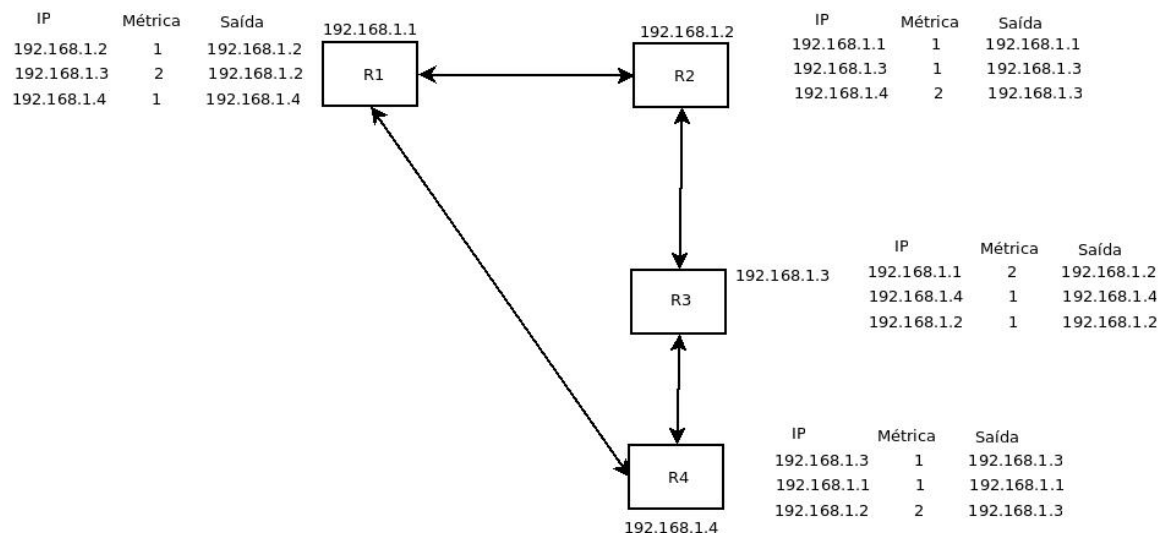 IP Métrica Saída
192.168.1.2 1 192.168.1.2
192.168.1.3 2 192.168.1.2
192.168.1.4 1 192.168.1.4
192.168.1.1
R1
192.168.1.2
R2
IP Métrica Saída
192.168.1.1 1 192.168.1.1
192.168.1.3 1 192.168.1.3
192.168.1.4 2 192.168.1.3
R3
192.168.1.3
IP Métrica Saída
192.168.1.1 2 192.168.1.2
192.168.1.4 1 192.168.1.4
192.168.1.2 1 192.168.1.2
R4
192.168.1.4
IP Métrica Saída
192.168.1.3 1 192.168.1.3
192.168.1.1 1 192.168.1.1
192.168.1.2 2 192.168.1.3